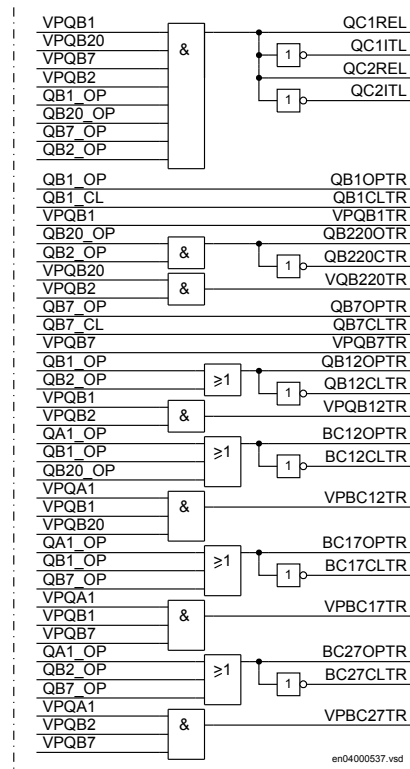 VPQB1 QC1REL
VPQB20 QC1ITL
VPQB7 & QC2REL
VPQB2 1 QC2ITL
QB1_OP
QB20_OP 1
QB7_OP
QB2_OP
QB1_OP QB1OPTR
QB1_CL QB1CLTR
VPQB1 VPQB1TR
QB20_OP QB220OTR
QB2_OP & QB220CTR
VPQB20 1 VQB220TR
VPQB2 &
QB7_OP QB7OPTR
QB7_CL QB7CLTR
VPQB7 VPQB7TR
QB1_OP QB12OPTR
QB2_OP ≥1 QB12CLTR
VPQB1 1 VPQB12TR
VPQB2 &
QA1_OP BC12OPTR
QB1_OP ≥1 BC12CLTR
QB20_OP 1
VPQA1
VPQB1 & VPBC12TR
VPQB20
QA1_OP BC17OPTR
QB1_OP ≥1 BC17CLTR
QB7_OP 1
VPQA1
VPQB1 & VPBC17TR
VPQB7
QA1_OP BC27OPTR
QB2_OP ≥1 BC27CLTR
QB7_OP 1
VPQA1
VPQB2 & VPBC27TR
VPQB7
en04000537.vsd